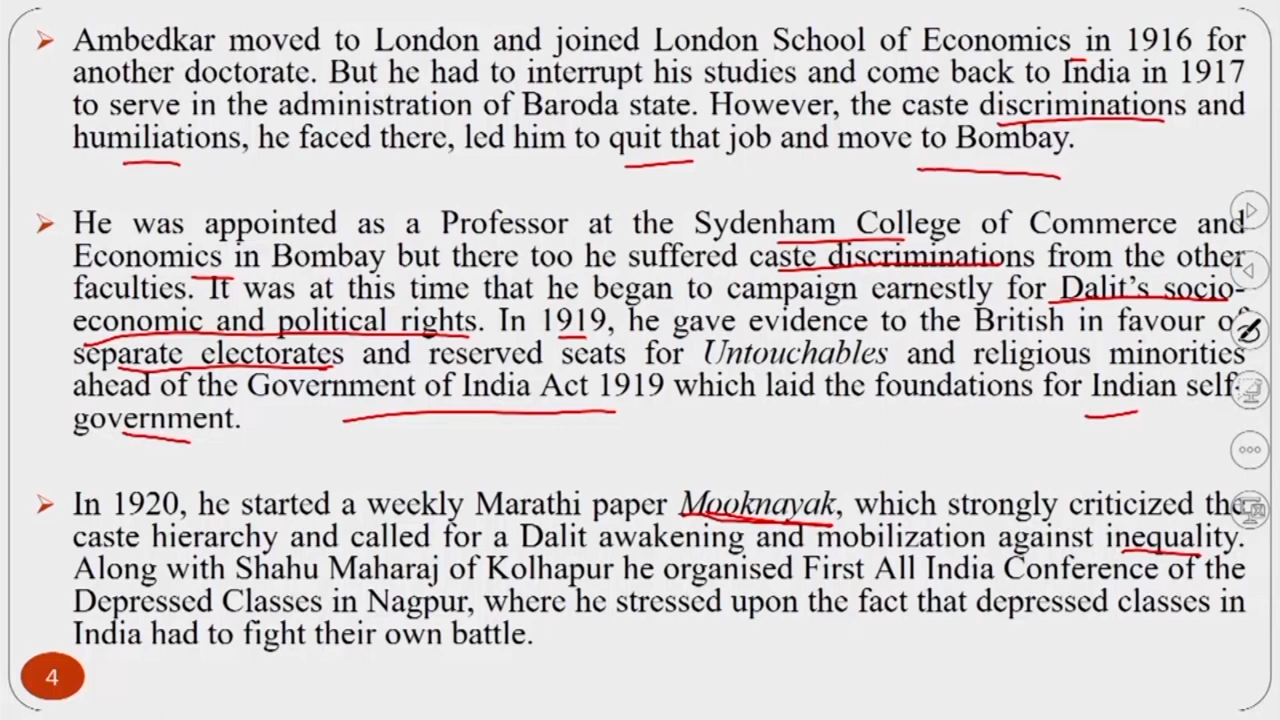 Ambedkar moved to London and joined London School of Economics in 1916 for
another doctorate. But he had to interrupt his studies and come back to India in 1917
to serve in the administration of Baroda state. However, the caste discriminations and
humiliations, he faced there, led him to quit that job and move to Bombay.
He was appointed as a Professor at the Sydenham College of Commerce and
Economics in Bombay but there too he suffered caste discriminations from the other
faculties. It was at this time that he began to campaign earnestly for Dalit's socio-
economic and political rights. In 1919, he gave evidence to the British in favour of
separate electorates and reserved seats for Untouchables and religious minorities
ahead of the Government of India Act 1919 which laid the foundations for Indian self-
government.
In 1920, he started a weekly Marathi paper Mooknayak, which strongly criticized the
caste hierarchy and called for a Dalit awakening and mobilization against inequality.
Along with Shahu Maharaj of Kolhapur he organised First All India Conference of the
Depressed Classes in Nagpur, where he stressed upon the fact that depressed classes in
India had to fight their own battle.
4